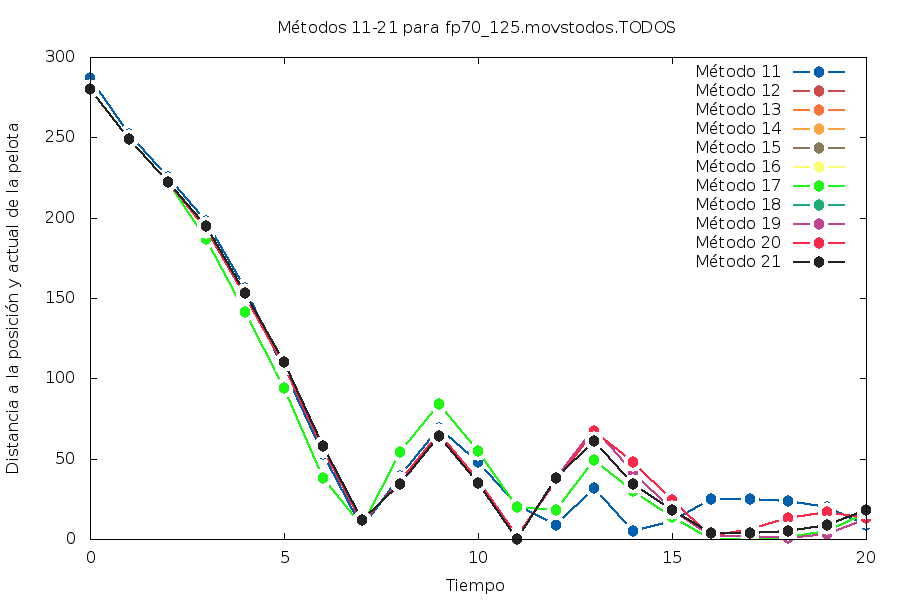 Métodos 11-21 para fp70_125.movstodos.TODOS
Distancia a la posición y actual de la pelota
300
250
200
150
100
50
0
Método 11
Método 12
Método 13
Método 14
Método 15
Método 16
Método 17
Método 18
Método 19
Método 20
Método 21
0 5 10 15 20
Tiempo